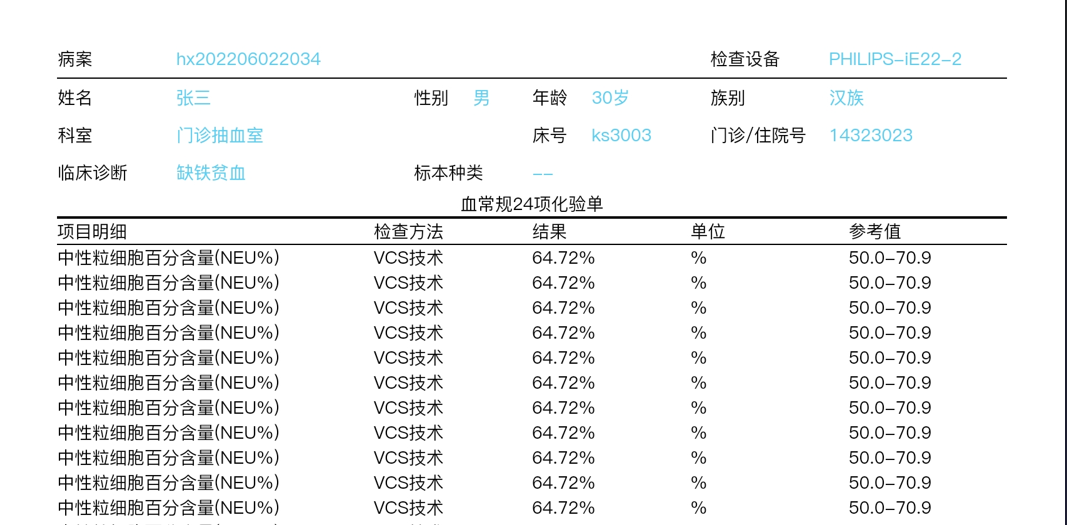 病案 hx202206022034 检查设备 PHILIPS-iE22-2
姓名 张三 性别 男 年龄 30岁 族别 汉族
科室 门诊抽血室 床号 ks3003 门诊/住院号 14323023
临床诊断 缺铁贫血 标本种类 --
血常规24项化验单
项目明细 检查方法 结果 单位 参考值
中性粒细胞百分含量(NEU%) VCS技术 64.72% % 50.0-70.9
中性粒细胞百分含量(NEU%) VCS技术 64.72% % 50.0-70.9
中性粒细胞百分含量(NEU%) VCS技术 64.72% % 50.0-70.9
中性粒细胞百分含量(NEU%) VCS技术 64.72% % 50.0-70.9
中性粒细胞百分含量(NEU%) VCS技术 64.72% % 50.0-70.9
中性粒细胞百分含量(NEU%) VCS技术 64.72% % 50.0-70.9
中性粒细胞百分含量(NEU%) VCS技术 64.72% % 50.0-70.9
中性粒细胞百分含量(NEU%) VCS技术 64.72% % 50.0-70.9
中性粒细胞百分含量(NEU%) VCS技术 64.72% % 50.0-70.9
中性粒细胞百分含量(NEU%) VCS技术 64.72% % 50.0-70.9
中性粒细胞百分含量(NEU%) VCS技术 64.72% % 50.0-70.9